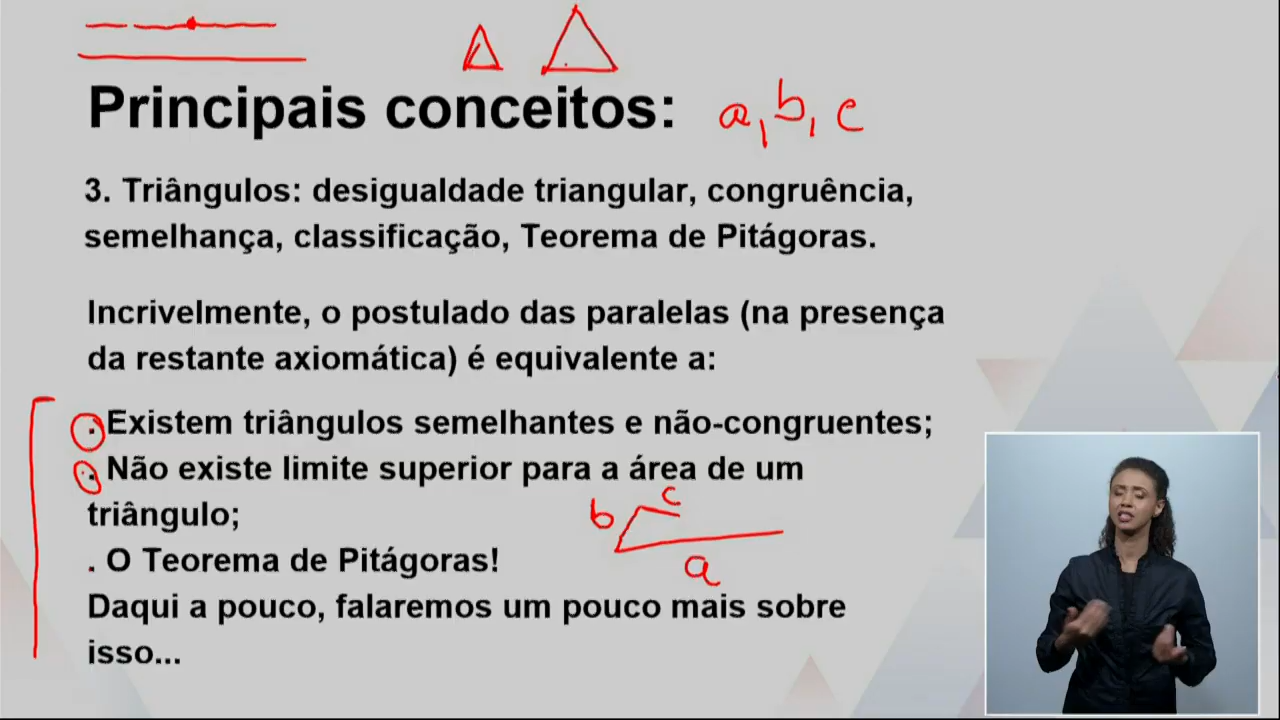 Principais conceitos: a, b, c
3. Triângulos: desigualdade triangular, congruência,
semelhança, classificação, Teorema de Pitágoras.
Incrivelmente, o postulado das paralelas (na presença
da restante axiomática) é equivalente a:
. Existem triângulos semelhantes e não-congruentes;
. Não existe limite superior para a área de um
triângulo;
b c
a
. O Teorema de Pitágoras!
Daqui a pouco, falaremos um pouco mais sobre
isso...